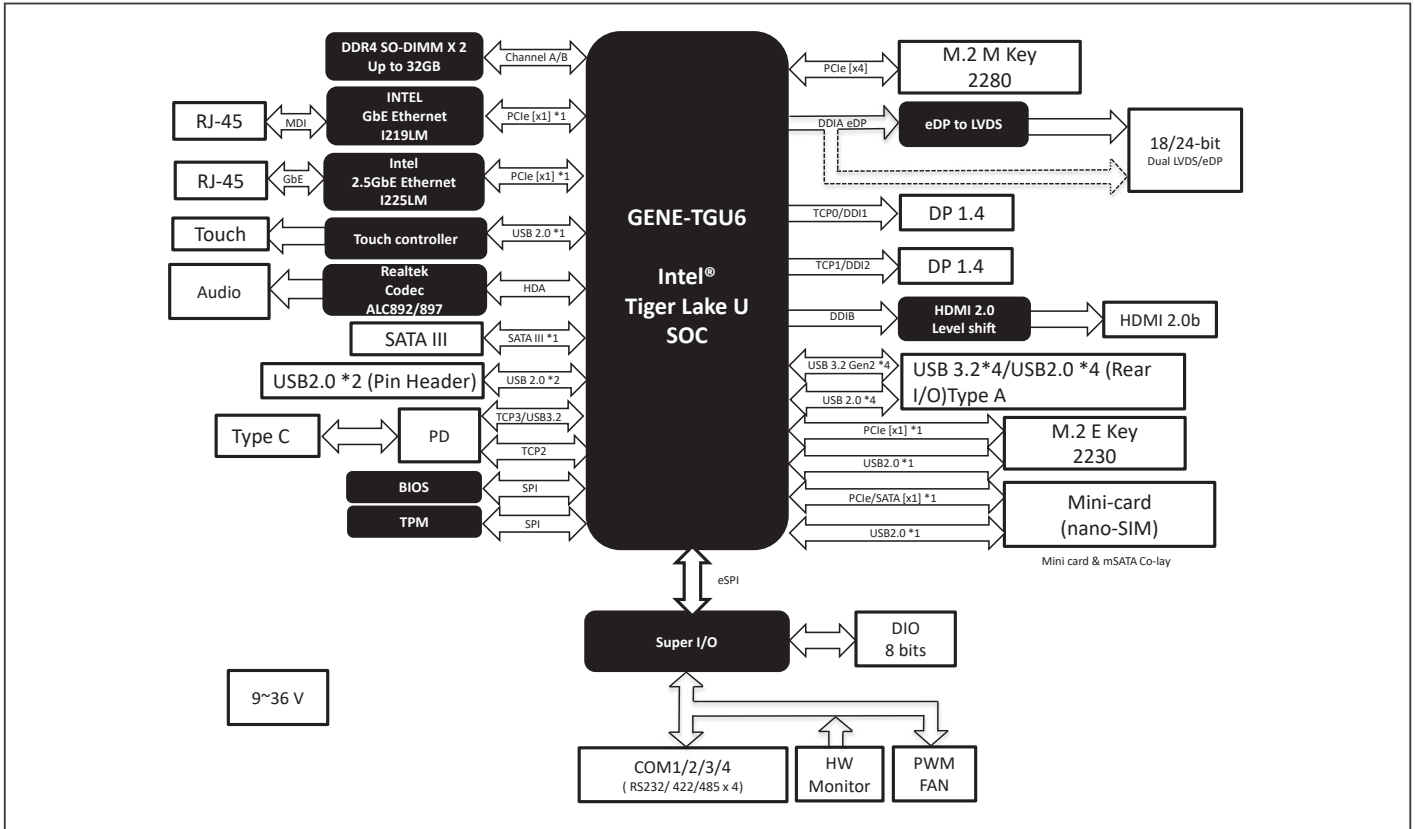 DDR4 SO-DIMM X 2
Up to 32GB
Channel A/B
RJ-45
MDI
INTEL
GbE Ethernet
I219LM
PCIe [x1] *1
RJ-45
GbE
Intel
2.5GbE Ethernet
I225LM
PCIe [x1] *1
Touch
Touch controller
USB 2.0 *1
Audio
Realtek
Codec
ALC892/897
HDA
SATA III
SATA III *1
USB2.0 *2 (Pin Header)
USB 2.0 *2
Type C
PD
TCP3/USB3.2
TCP2
BIOS
SPI
TPM
SPI
GENE-TGU6
Intel®
Tiger Lake U
SOC
PCIe [x4]
M.2 M Key
2280
DDIA eDP
eDP to LVDS
18/24-bit
Dual LVDS/eDP
TCP0/DDI1
DP 1.4
TCP1/DDI2
DP 1.4
DDIB
HDMI 2.0
Level shift
HDMI 2.0b
USB 3.2 Gen2 *4
USB 2.0 *4
USB 3.2*4/USB2.0 *4 (Rear
I/O)Type A
PCIe [x1] *1
USB2.0 *1
M.2 E Key
2230
PCIe/SATA [x1] *1
USB2.0 *1
Mini-card
(nano-SIM)
Mini card & mSATA Co-lay
eSPI
Super I/O
DIO
8 bits
9~36 V
COM1/2/3/4
( RS232/ 422/485 x 4)
HW
Monitor
PWM
FAN